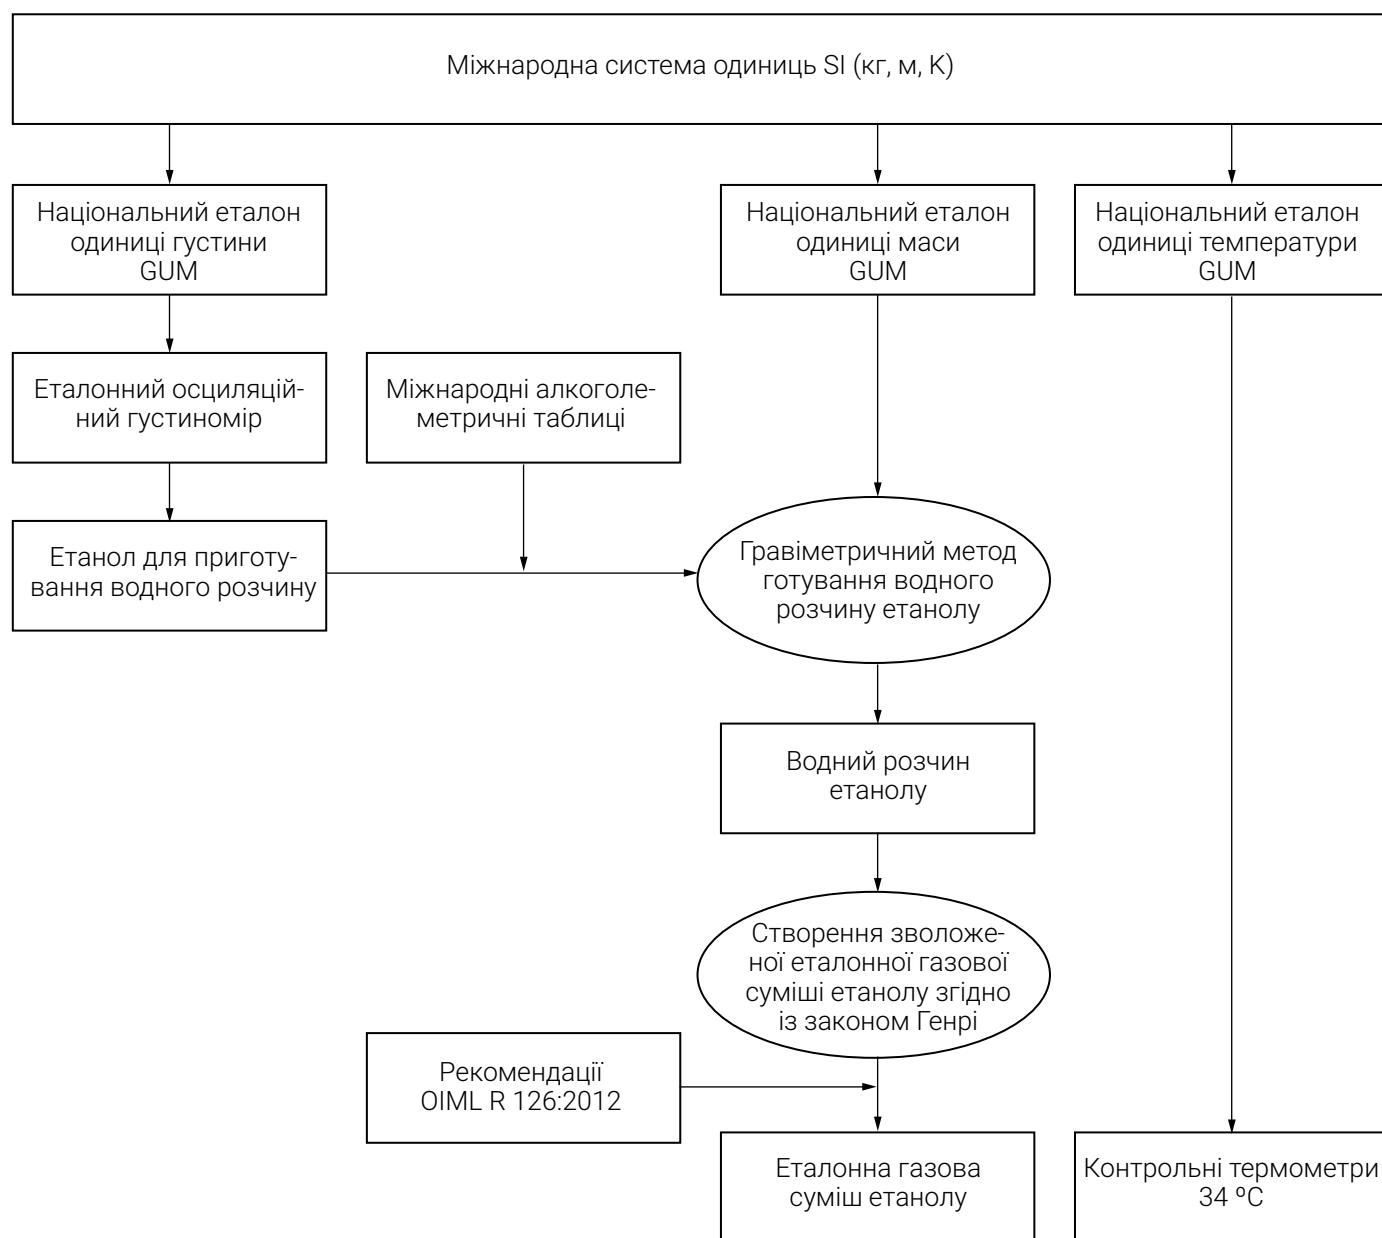 Міжнародна система одиниць SI (кг, м, K)
Національний еталон
одиниці густини
GUM
Національний еталон
одиниці маси
GUM
Національний еталон
одиниці температури
GUM
Еталонний осциляцій-
ний густиномір
Міжнародні алкоголе-
метричні таблиці
Етанол для приготу-
вання водного розчину
Гравіметричний метод
готування водного
розчину етанолу
Водний розчин
етанолу
Створення зволоже-
ної еталонної газової
суміші етанолу згідно
із законом Генрі
Рекомендації
OIML R 126:2012
Еталонна газова
суміш етанолу
Контрольні термометри
34 ºC